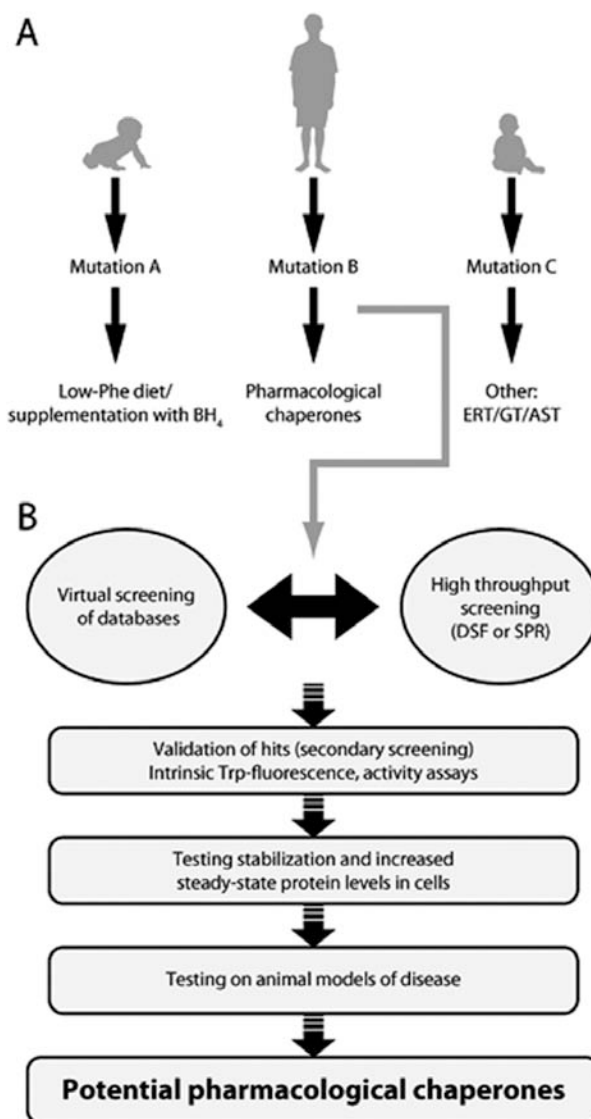 A
Mutation A
Mutation B
Mutation C
Low-Phe diet/
supplementation with BH₄
Pharmacological
chaperones
Other:
ERT/GT/AST
B
Virtual screening
of databases
High throughput
screening
(DSF or SPR)
Validation of hits (secondary screening)
Intrinsic Trp-fluorescence, activity assays
Testing stabilization and increased
steady-state protein levels in cells
Testing on animal models of disease
Potential pharmacological chaperones